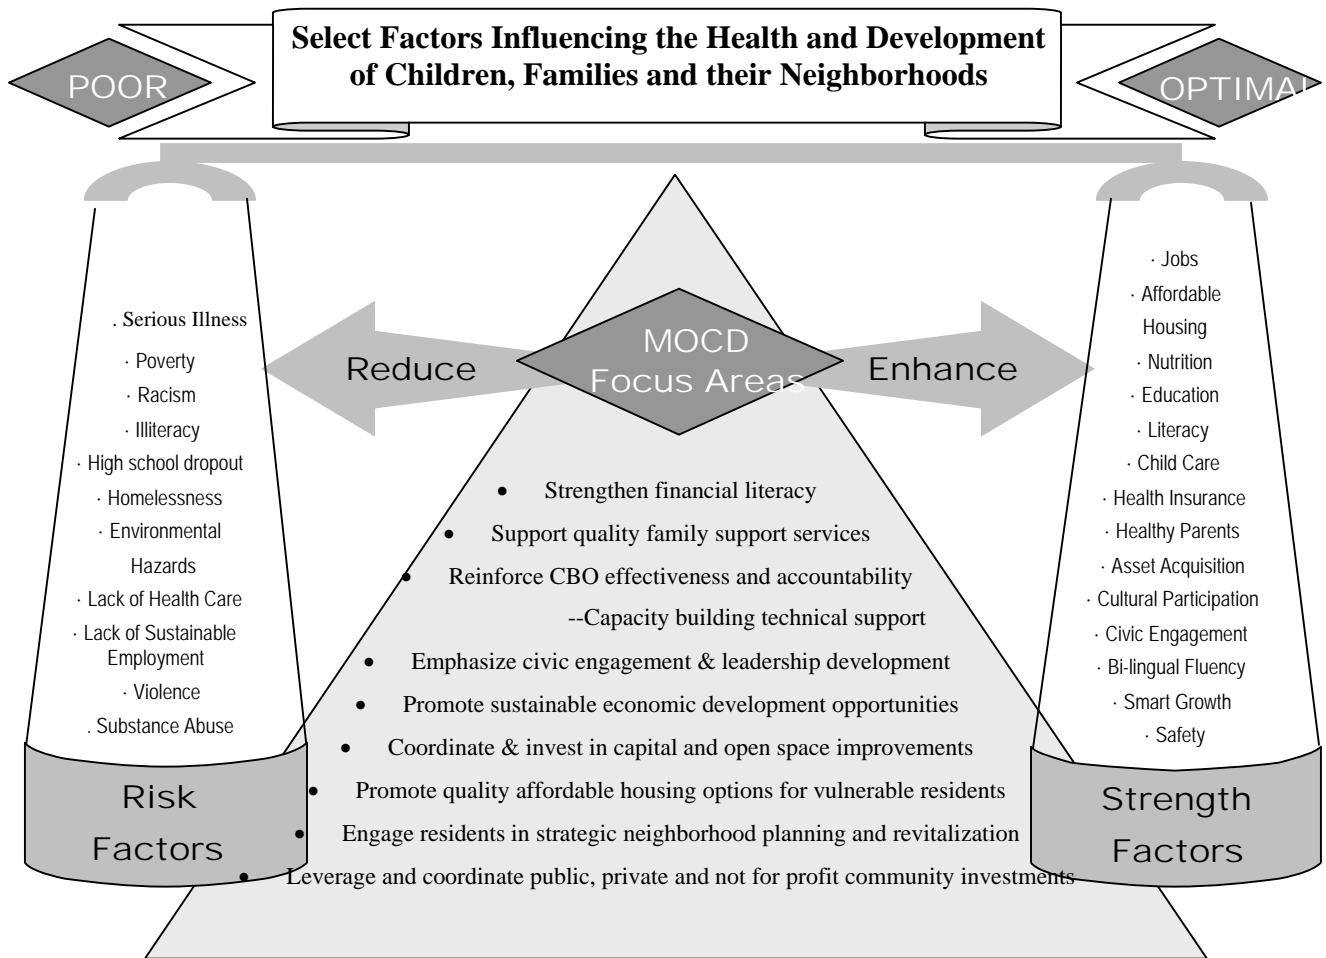 Select Factors Influencing the Health and Development
of Children, Families and their Neighborhoods
POOR
OPTIMAL
. Serious Illness
· Poverty
· Racism
· Illiteracy
· High school dropout
· Homelessness
· Environmental
Hazards
· Lack of Health Care
· Lack of Sustainable
Employment
· Violence
. Substance Abuse
Risk
Factors
Reduce
MOCD
Focus Areas
Enhance
• Strengthen financial literacy
• Support quality family support services
• Reinforce CBO effectiveness and accountability
--Capacity building technical support
• Emphasize civic engagement & leadership development
• Promote sustainable economic development opportunities
• Coordinate & invest in capital and open space improvements
• Promote quality affordable housing options for vulnerable residents
• Engage residents in strategic neighborhood planning and revitalization
• Leverage and coordinate public, private and not for profit community investments
· Jobs
· Affordable
Housing
· Nutrition
· Education
· Literacy
· Child Care
· Health Insurance
· Healthy Parents
· Asset Acquisition
· Cultural Participation
· Civic Engagement
· Bi-lingual Fluency
· Smart Growth
· Safety
Strength
Factors